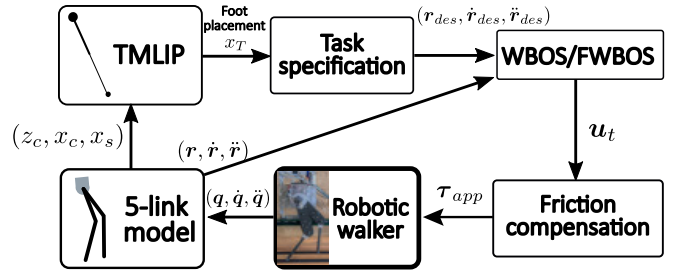 TMLIP
Foot
placement
x_T
Task
specification
(r_des, ṙ_des, r̈_des)
WBOS/FWBOS
(z_c, x_c, x_s)
(r, ṙ, r̈)
u_t
5-link
model
(q, q̇, q̈)
Robotic
walker
τ_app
Friction
compensation